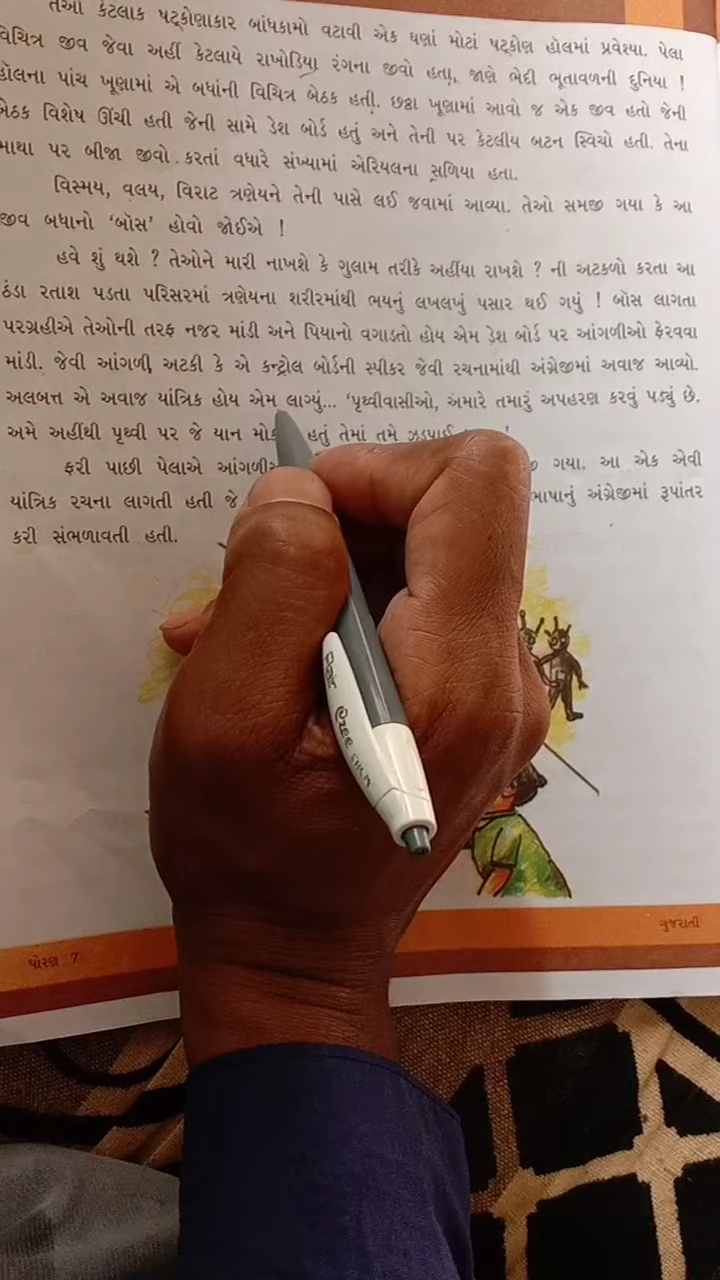 તેઓ કેટલાક ષટ્કોણાકાર બાંધકામો વટાવી એક ઘણાં મોટાં ષટ્કોણ હૉલમાં પ્રવેશ્યા. પેલા
વિચિત્ર જીવ જેવા અહીં કેટલાયે રાખોડિયા રંગના જીવો હતા, જાણે ભેદી ભૂતાવળની દુનિયા !
હૉલના પાંચ ખૂણામાં એ બધાંની વિચિત્ર બેઠક હતી. છઠ્ઠા ખૂણામાં આવો જ એક જીવ હતો જેની
બેઠક વિશેષ ઊંચી હતી જેની સામે ડેશ બોર્ડ હતું અને તેની પર કેટલીય બટન સ્વિચો હતી. તેના
માથા પર બીજા જીવો કરતાં વધારે સંખ્યામાં એરિયલના સળિયા હતા.
વિસ્મય, વલય, વિરાટ ત્રણેયને તેની પાસે લઈ જવામાં આવ્યા. તેઓ સમજી ગયા કે આ
જીવ બધાનો ‘બૉસ’ હોવો જોઈએ !
હવે શું થશે ? તેઓને મારી નાખશે કે ગુલામ તરીકે અહીંયા રાખશે ? ની અટકળો કરતા આ
ઠંડા રતાશ પડતા પરિસરમાં ત્રણેયના શરીરમાંથી ભયનું લખલખું પસાર થઈ ગયું ! બૉસ લાગતા
પરગ્રહીએ તેઓની તરફ નજર માંડી અને પિયાનો વગાડતો હોય એમ ડેશ બોર્ડ પર આંગળીઓ ફેરવવા
માંડી. જેવી આંગળી અટકી કે એ કન્ટ્રોલ બોર્ડની સ્પીકર જેવી રચનામાંથી અંગ્રેજીમાં અવાજ આવ્યો.
અલબત્ત એ અવાજ યાંત્રિક હોય એમ લાગ્યું... ‘પૃથ્વીવાસીઓ, અમારે તમારું અપહરણ કરવું પડ્યું છે.
અમે અહીંથી પૃથ્વી પર જે યાન હતું તેમાં તમે ઝડપાઈ
ફરી પાછી પેલાએ ગયા. આ એક એવી
યાંત્રિક રચના લાગતી હતી જે ભાષાનું અંગ્રેજીમાં રૂપાંતર
કરી સંભળાવતી હતી.
Flair Ezee click
ધોરણ 7
ગુજરાતી